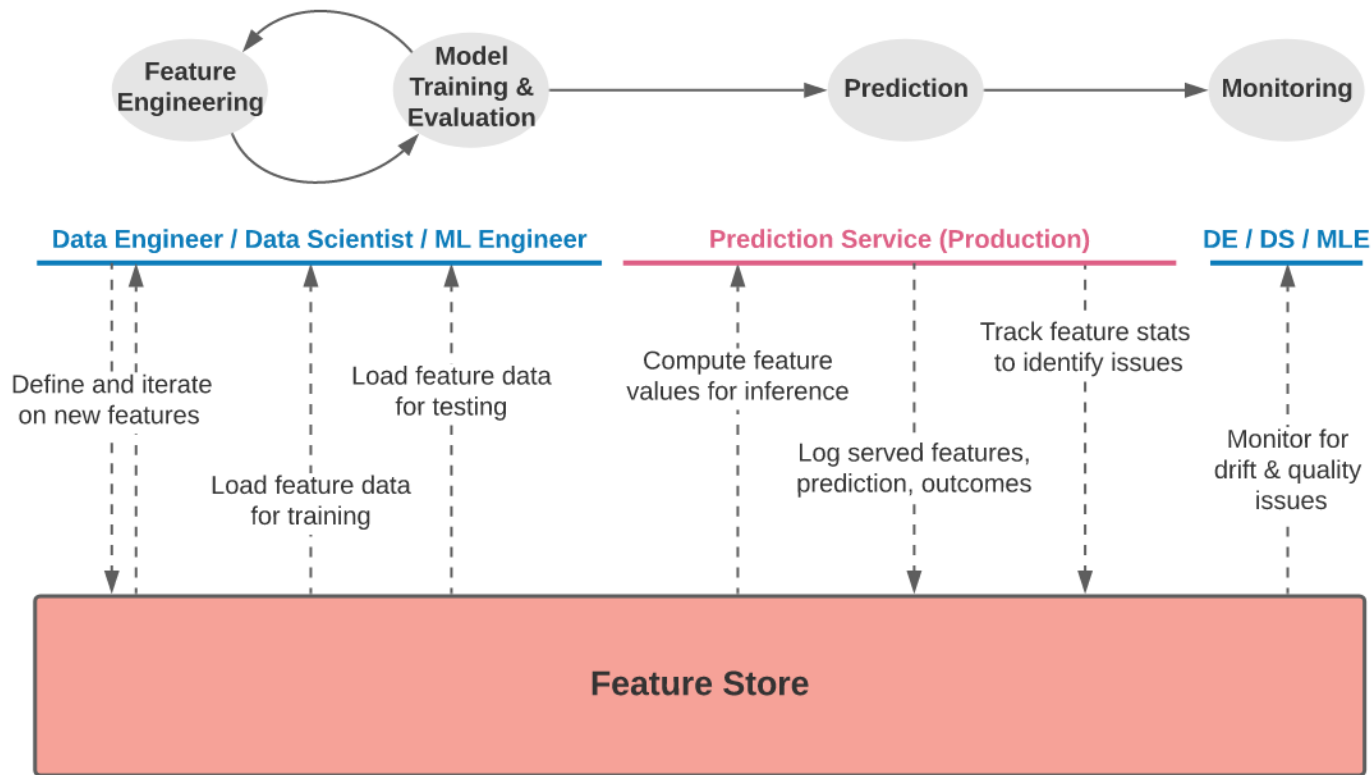 Feature
Engineering
Model
Training &
Evaluation
Prediction
Monitoring
Data Engineer / Data Scientist / ML Engineer
Prediction Service (Production)
DE / DS / MLE
Define and iterate
on new features
Load feature data
for training
Load feature data
for testing
Compute feature
values for inference
Log served features,
prediction, outcomes
Track feature stats
to identify issues
Monitor for
drift & quality
issues
Feature Store